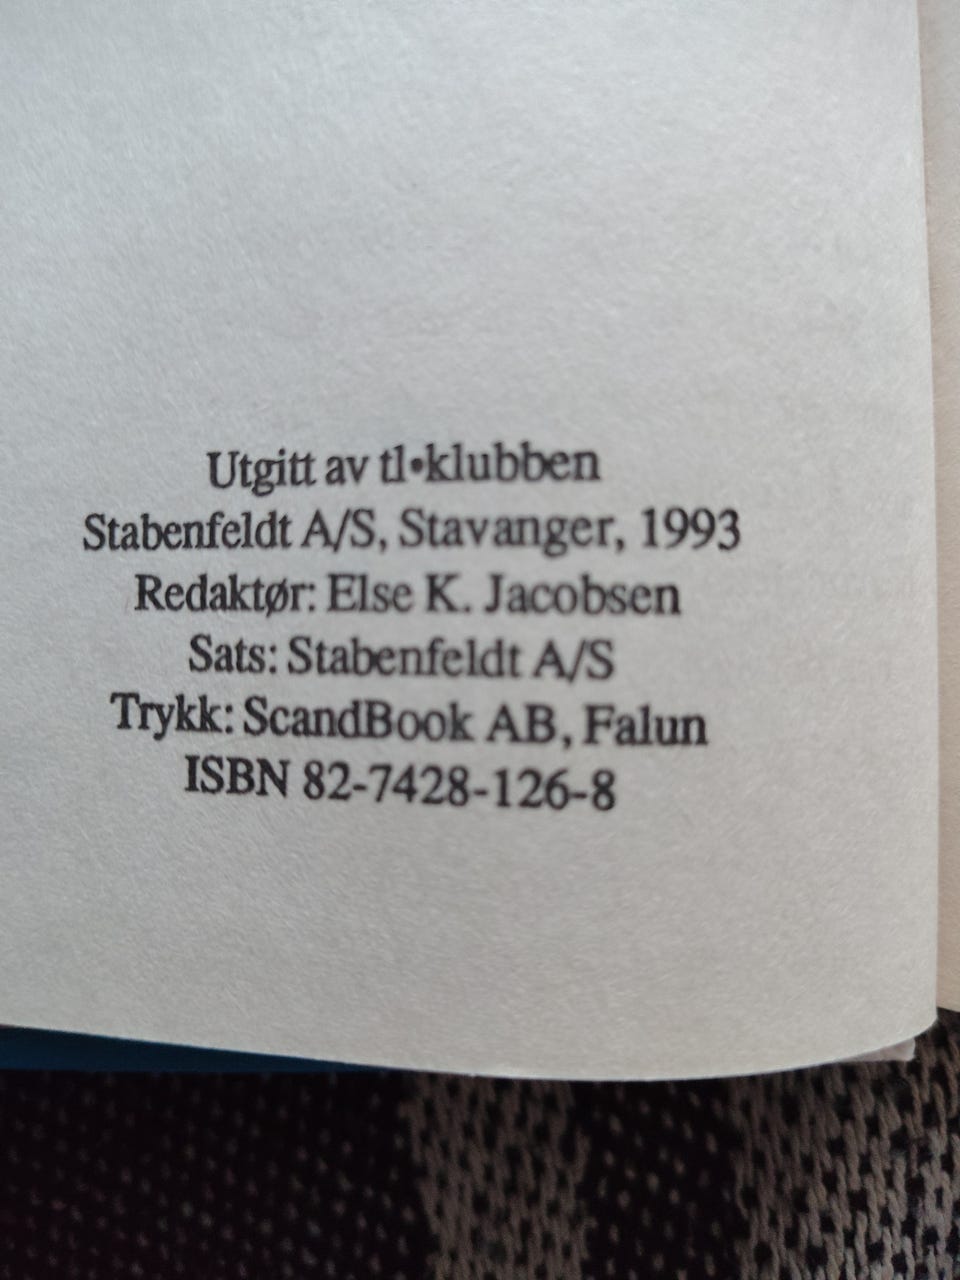 Utgitt av tl•klubben
Stabenfeldt A/S, Stavanger, 1993
Redaktør: Else K. Jacobsen
Sats: Stabenfeldt A/S
Trykk: ScandBook AB, Falun
ISBN 82-7428-126-8